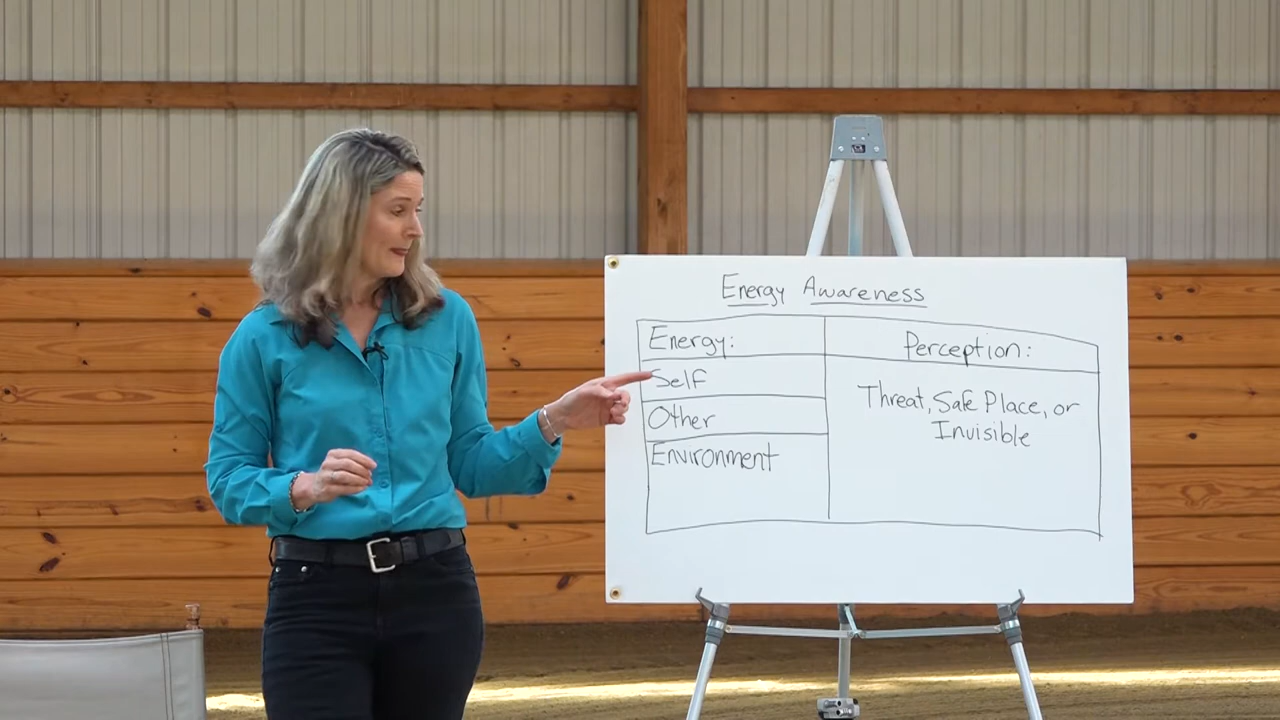 Energy Awareness
Energy:
Perception:
Self
Other
Environment
Threat, Safe Place, or
Invisible